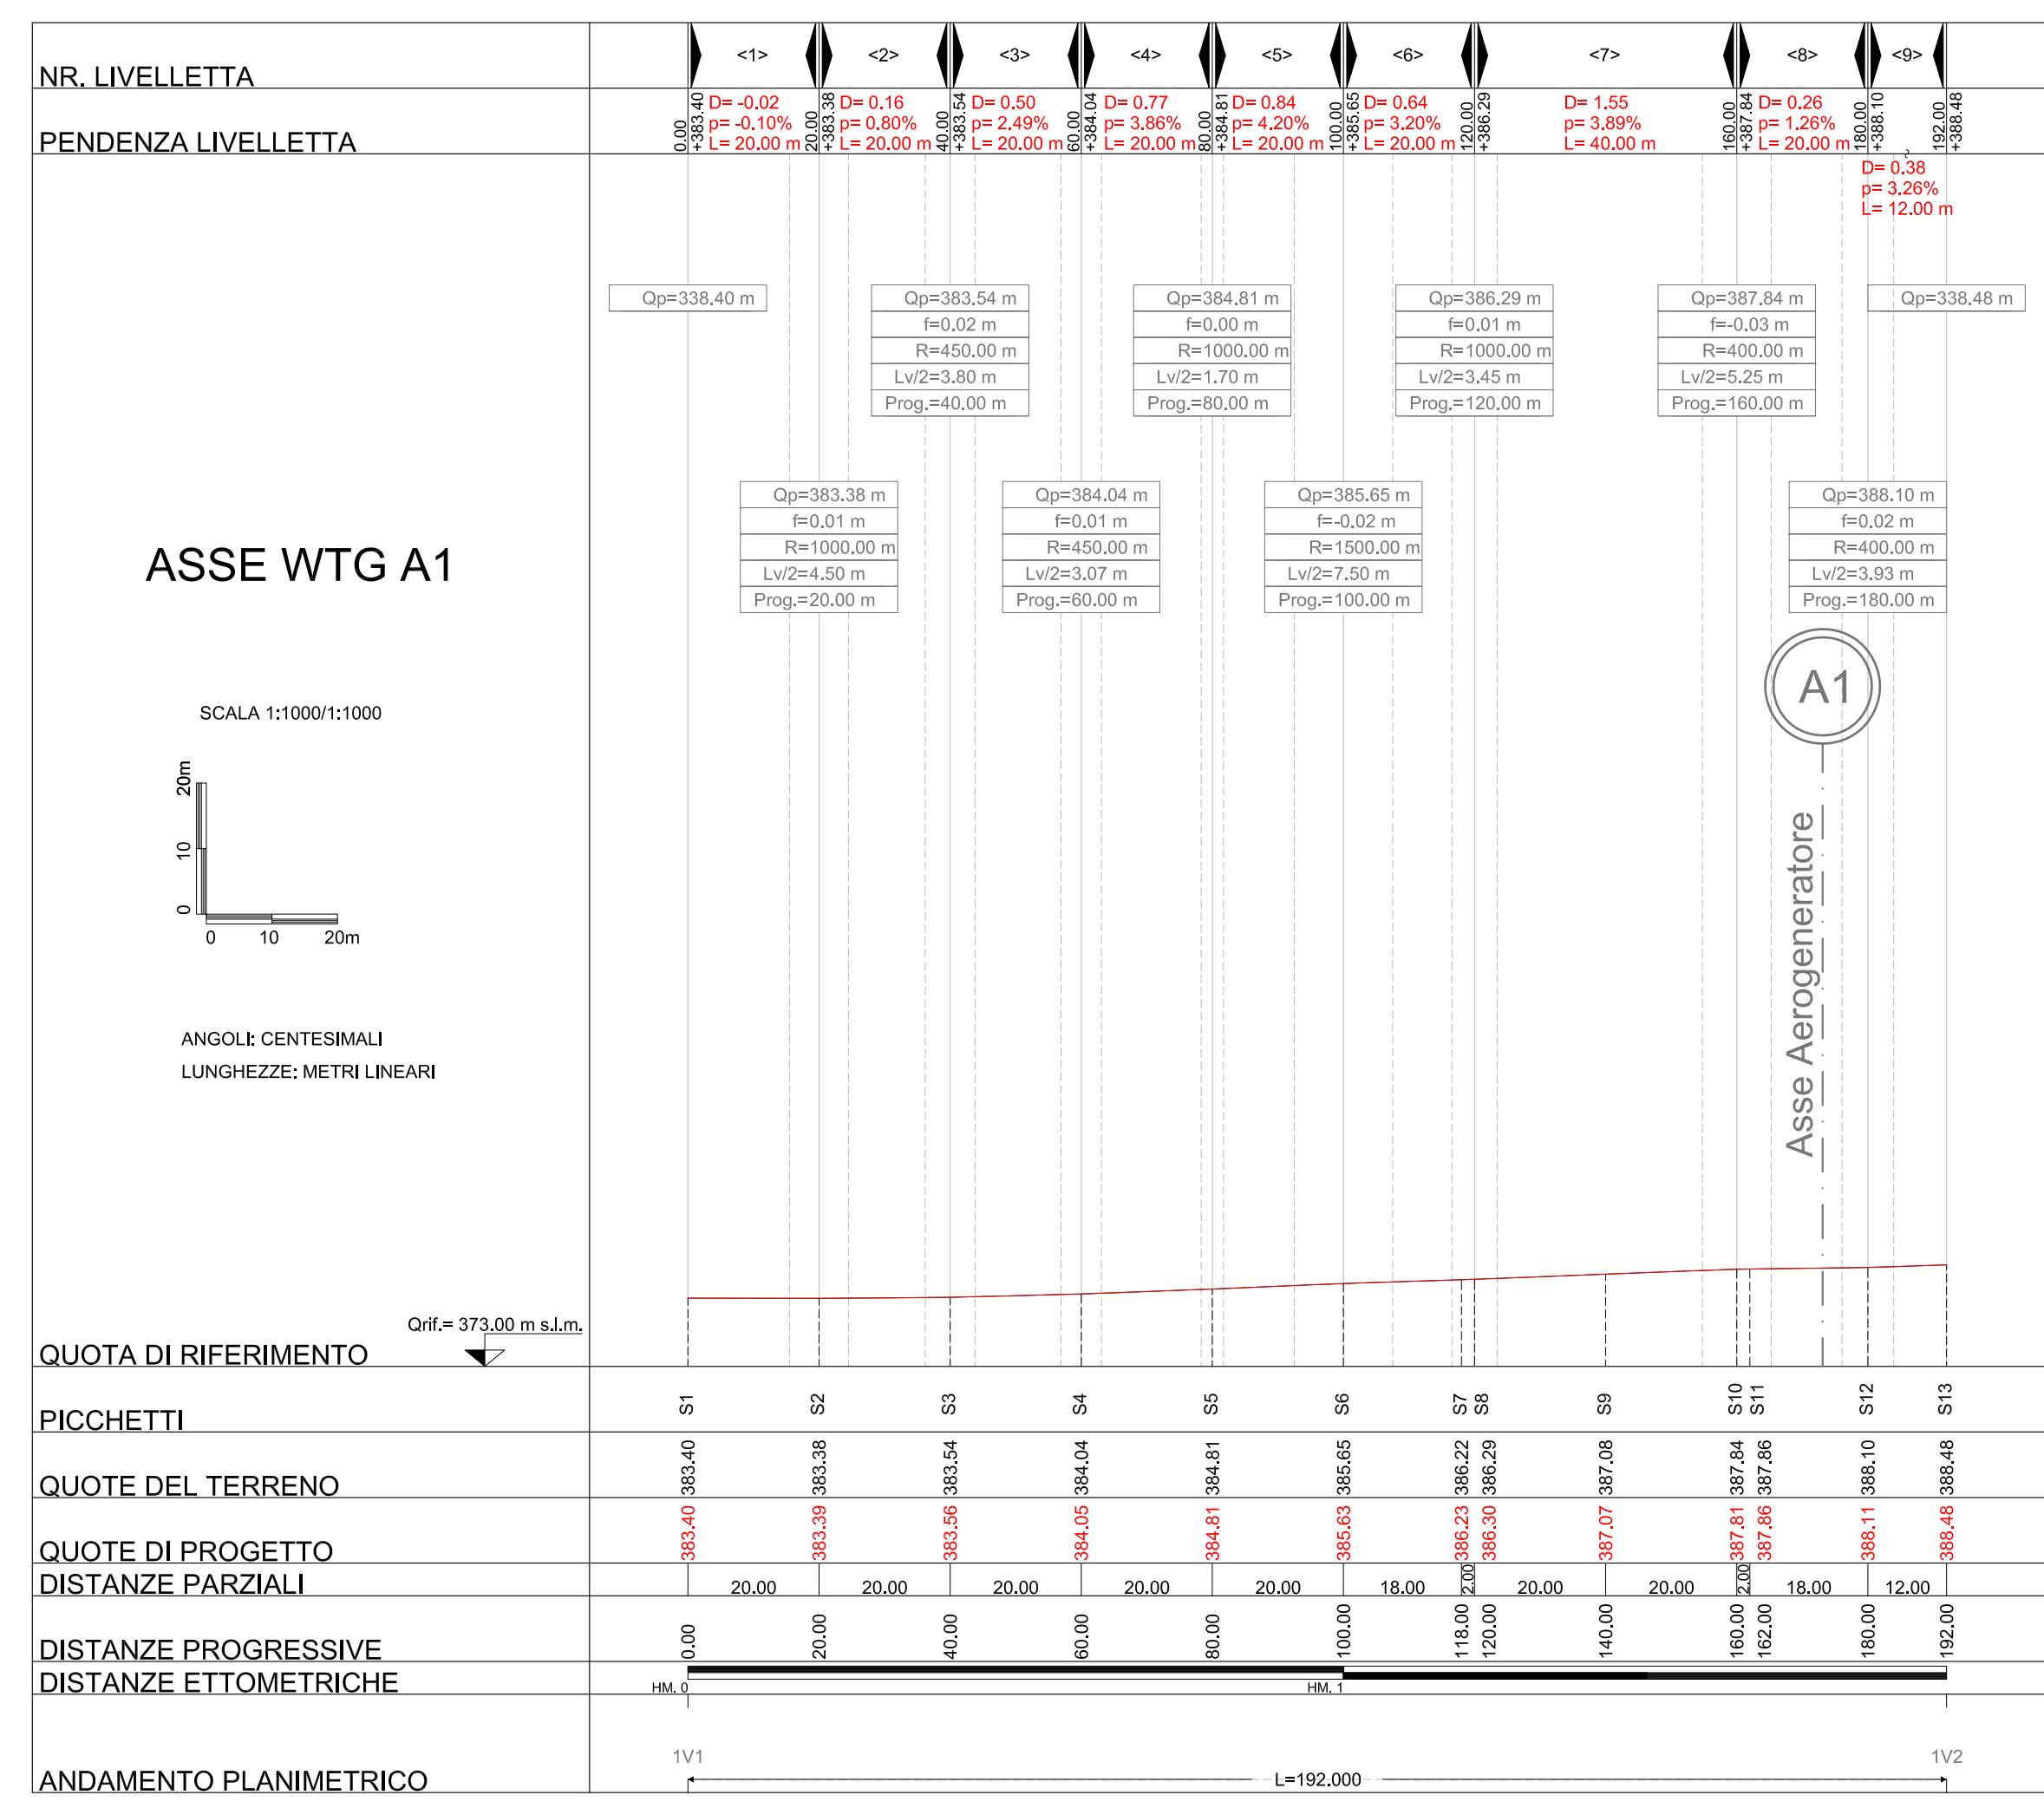 NR. LIVELLETTA
<1> <2> <3> <4> <5> <6> <7> <8> <9>
PENDENZA LIVELLETTA
0.00 +383.40
D= -0.02
p= -0.10%
L= 20.00 m
20.00 +383.38
D= 0.16
p= 0.80%
L= 20.00 m
40.00 +383.54
D= 0.50
p= 2.49%
L= 20.00 m
60.00 +384.04
D= 0.77
p= 3.86%
L= 20.00 m
80.00 +384.81
D= 0.84
p= 4.20%
L= 20.00 m
100.00 +385.65
D= 0.64
p= 3.20%
L= 20.00 m
120.00 +386.29
D= 1.55
p= 3.89%
L= 40.00 m
160.00 +387.84
D= 0.26
p= 1.26%
L= 20.00 m
180.00 +388.10
D= 0.38
p= 3.26%
L= 12.00 m
192.00 +388.48
Qp=338.40 m
Qp=383.54 m
f=0.02 m
R=450.00 m
Lv/2=3.80 m
Prog.=40.00 m
Qp=384.81 m
f=0.00 m
R=1000.00 m
Lv/2=1.70 m
Prog.=80.00 m
Qp=386.29 m
f=0.01 m
R=1000.00 m
Lv/2=3.45 m
Prog.=120.00 m
Qp=387.84 m
f=-0.03 m
R=400.00 m
Lv/2=5.25 m
Prog.=160.00 m
Qp=338.48 m
Qp=383.38 m
f=0.01 m
R=1000.00 m
Lv/2=4.50 m
Prog.=20.00 m
Qp=384.04 m
f=0.01 m
R=450.00 m
Lv/2=3.07 m
Prog.=60.00 m
Qp=385.65 m
f=-0.02 m
R=1500.00 m
Lv/2=7.50 m
Prog.=100.00 m
Qp=388.10 m
f=0.02 m
R=400.00 m
Lv/2=3.93 m
Prog.=180.00 m
ASSE WTG A1
SCALA 1:1000/1:1000
20m
10
0
0 10 20m
ANGOLI: CENTESIMALI
LUNGHEZZE: METRI LINEARI
A1
Asse Aerogeneratore
Qrif.= 373.00 m s.l.m.
QUOTA DI RIFERIMENTO
PICCHETTI
S1 S2 S3 S4 S5 S6 S7 S8 S9 S10 S11 S12 S13
QUOTE DEL TERRENO
383.40 383.38 383.54 384.04 384.81 385.65 386.22 386.29 387.08 387.84 387.86 388.10 388.48
QUOTE DI PROGETTO
383.40 383.39 383.56 384.05 384.81 385.63 386.23 386.30 387.07 387.81 387.86 388.11 388.48
DISTANZE PARZIALI
20.00 20.00 20.00 20.00 20.00 18.00 2.00 20.00 20.00 2.00 18.00 12.00
DISTANZE PROGRESSIVE
0.00 20.00 40.00 60.00 80.00 100.00 118.00 120.00 140.00 160.00 162.00 180.00 192.00
DISTANZE ETTOMETRICHE
HM. 0 HM. 1
1V1 1V2
ANDAMENTO PLANIMETRICO
L=192.000